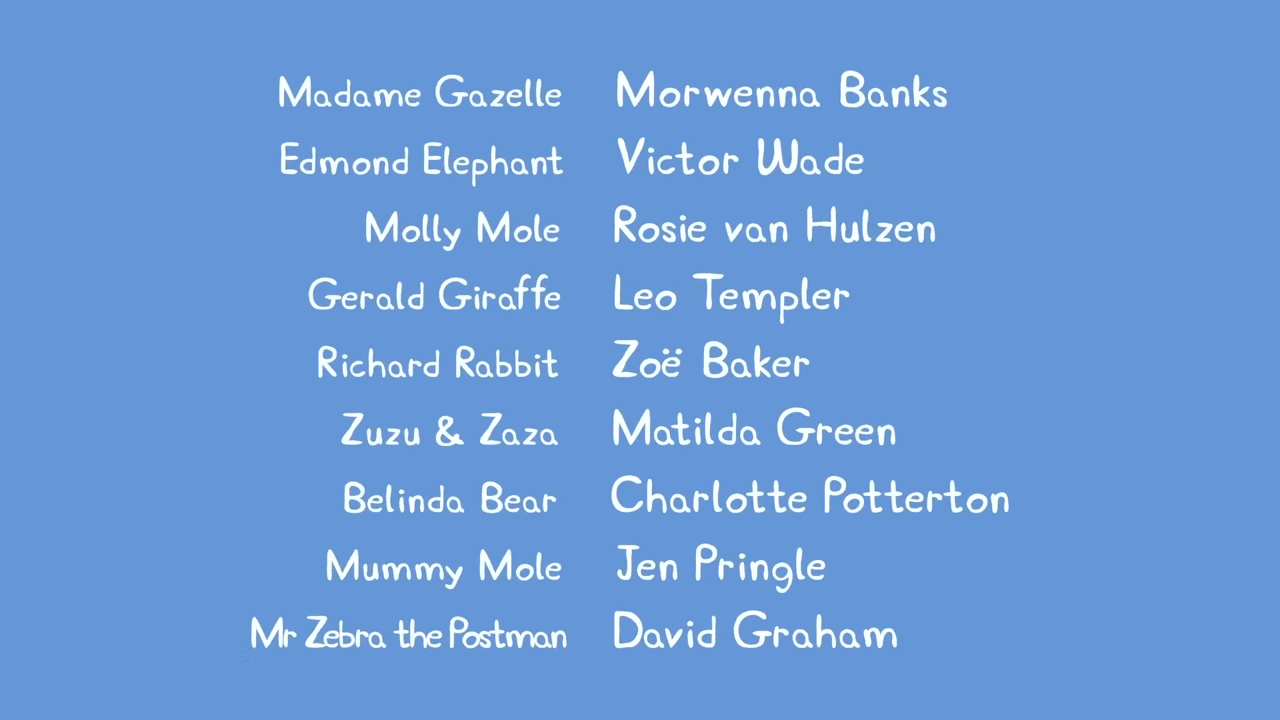 Madame Gazelle Morwenna Banks
Edmond Elephant Victor Wade
Molly Mole Rosie van Hulzen
Gerald Giraffe Leo Templer
Richard Rabbit Zoë Baker
Zuzu & Zaza Matilda Green
Belinda Bear Charlotte Potterton
Mummy Mole Jen Pringle
Mr Zebra the Postman David Graham